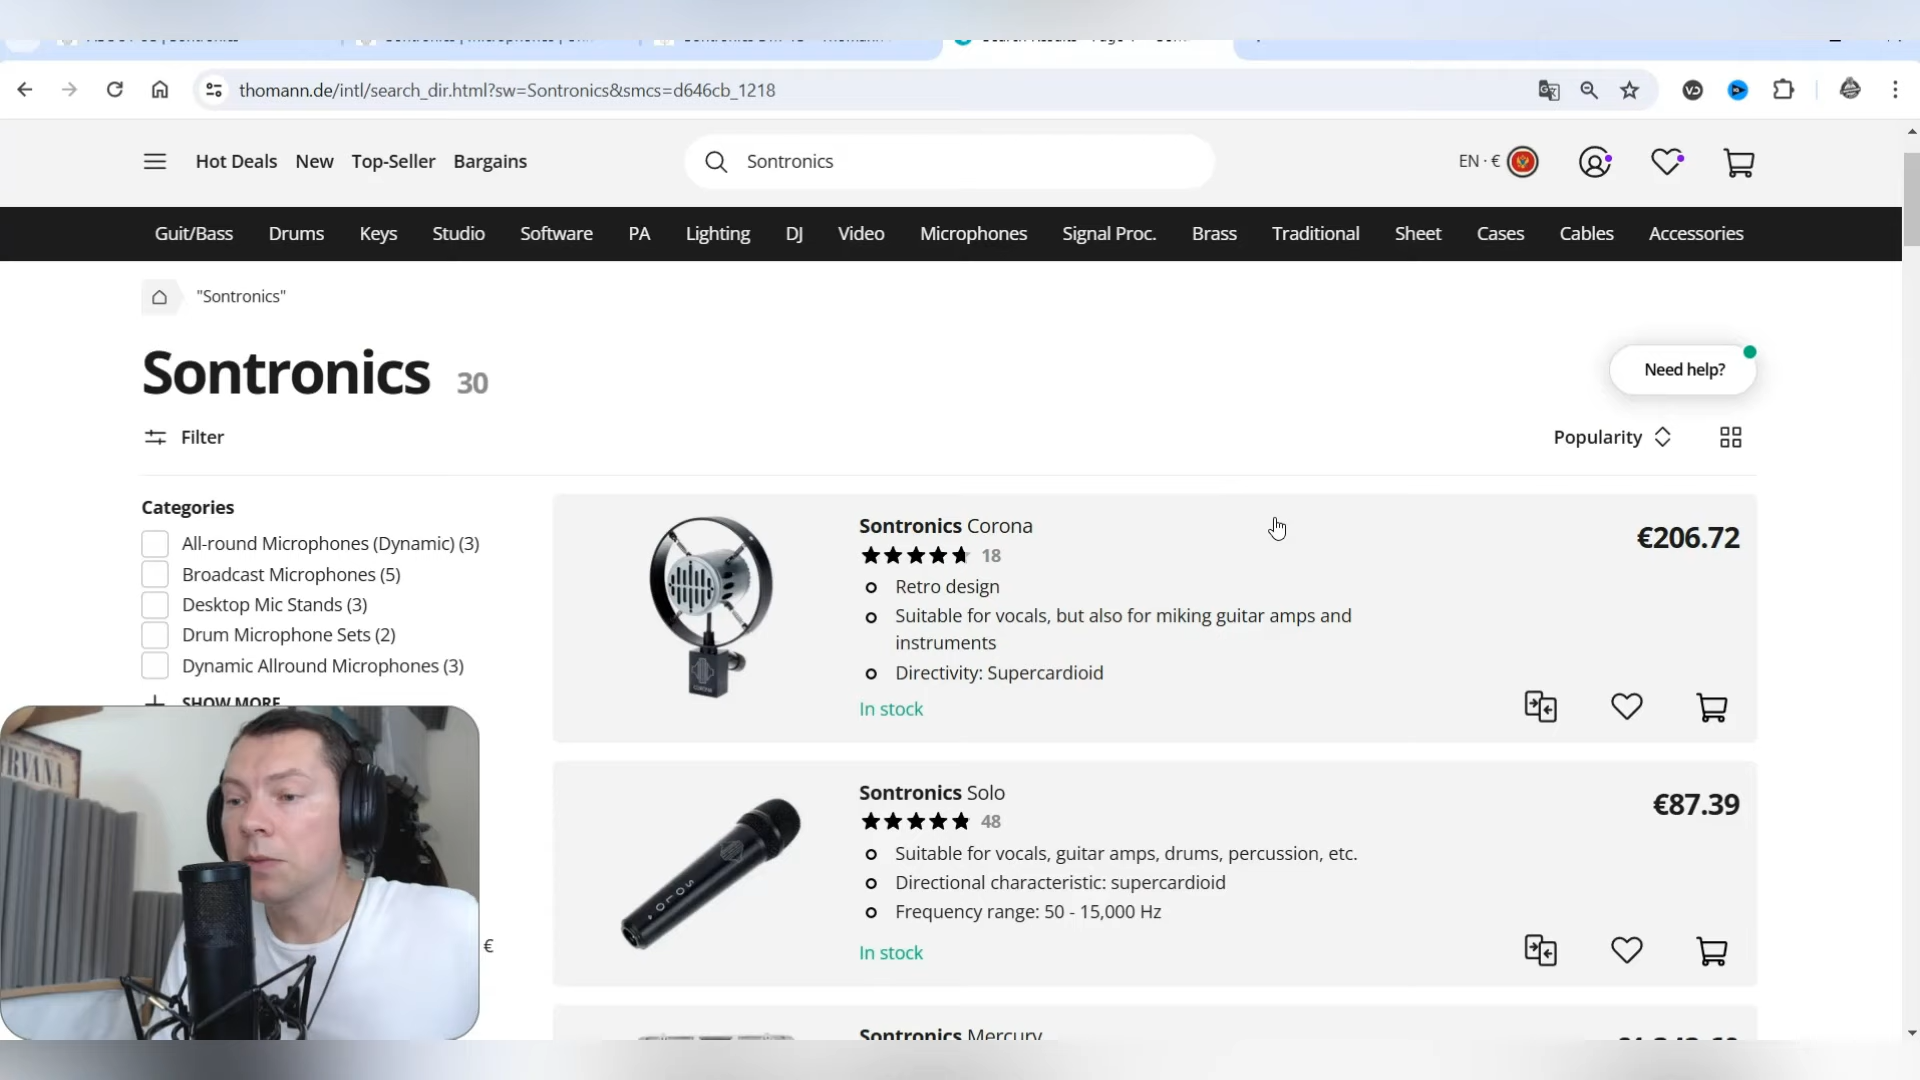 thomann.de/intl/search_dir.html?sw=Sontronics&smcs=d646cb_1218
Hot Deals New Top-Seller Bargains
Sontronics
EN · €
Guit/Bass Drums Keys Studio Software PA Lighting DJ Video Microphones Signal Proc. Brass Traditional Sheet Cases Cables Accessories
"Sontronics"
Sontronics 30
Need help?
Filter
Popularity
Categories
All-round Microphones (Dynamic) (3)
Broadcast Microphones (5)
Desktop Mic Stands (3)
Drum Microphone Sets (2)
Dynamic Allround Microphones (3)
SHOW MORE
€
Sontronics Corona
€206.72
18
Retro design
Suitable for vocals, but also for miking guitar amps and
instruments
Directivity: Supercardioid
CORONA
In stock
Sontronics Solo
€87.39
48
Suitable for vocals, guitar amps, drums, percussion, etc.
Directional characteristic: supercardioid
Frequency range: 50 - 15,000 Hz
SOLO
In stock
Sontronics Mercury
RVANA